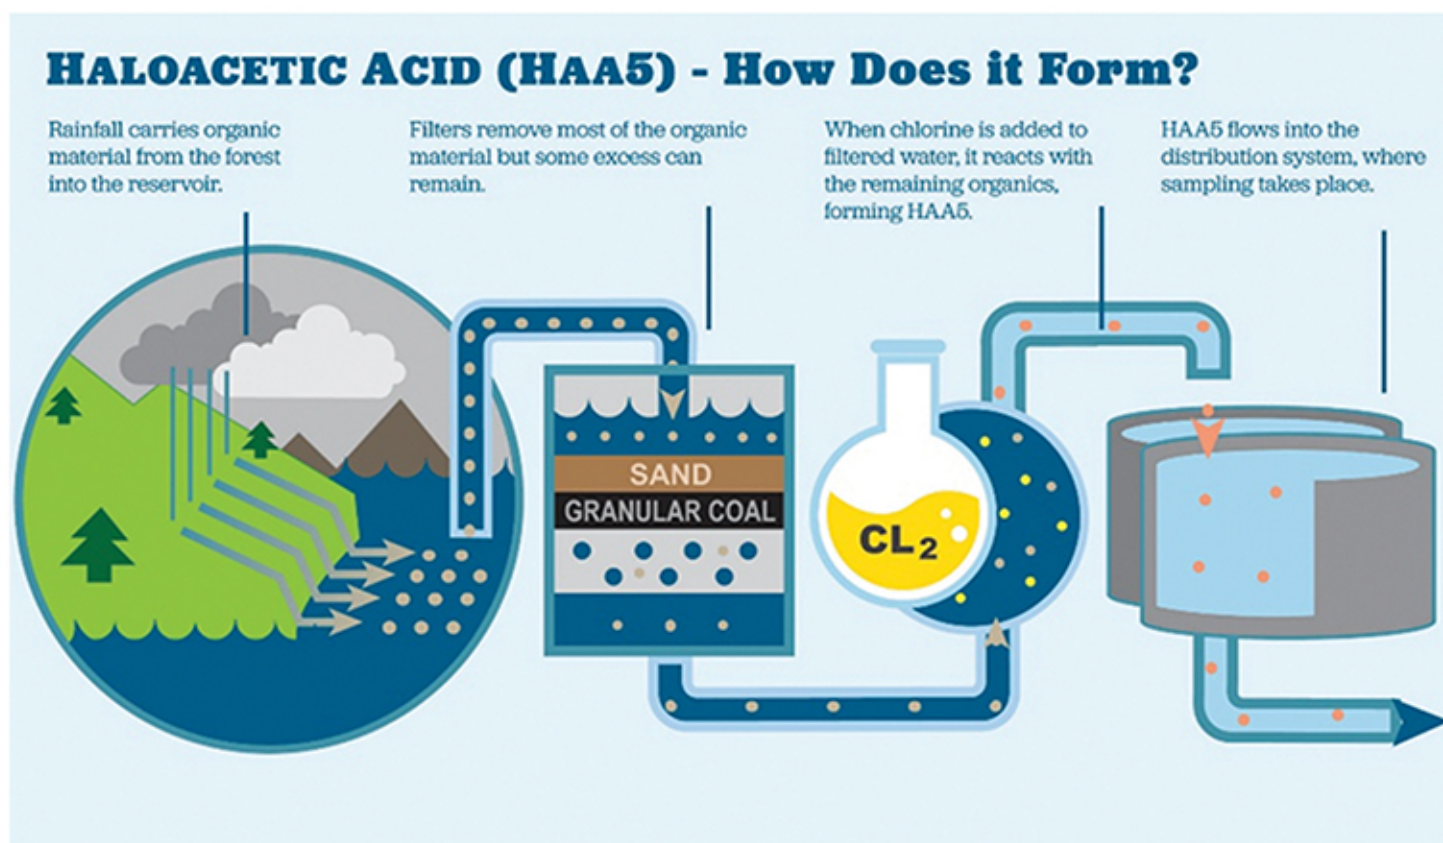 HALOACETIC ACID (HAA5) - How Does it Form?
Rainfall carries organic
material from the forest
into the reservoir.
Filters remove most of the organic
material but some excess can
remain.
When chlorine is added to
filtered water, it reacts with
the remaining organics,
forming HAA5.
HAA5 flows into the
distribution system, where
sampling takes place.
SAND
GRANULAR COAL
CL2